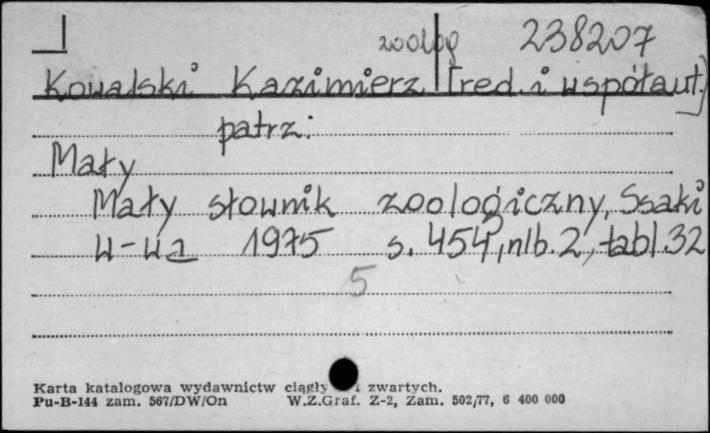 zoolog 238207
Kowalski Kazimierz [red. i współaut.]
patrz:
Mały
Mały słownik zoologiczny, Ssaki
W-wa 1975 s. 454, nlb. 2, tabl. 32
5
Karta katalogowa wydawnictw ciągły i zwartych.
Pu-B-144 zam. 567/DW/On W.Z.Graf. Z-2, Zam. 502/77, 6 400 000